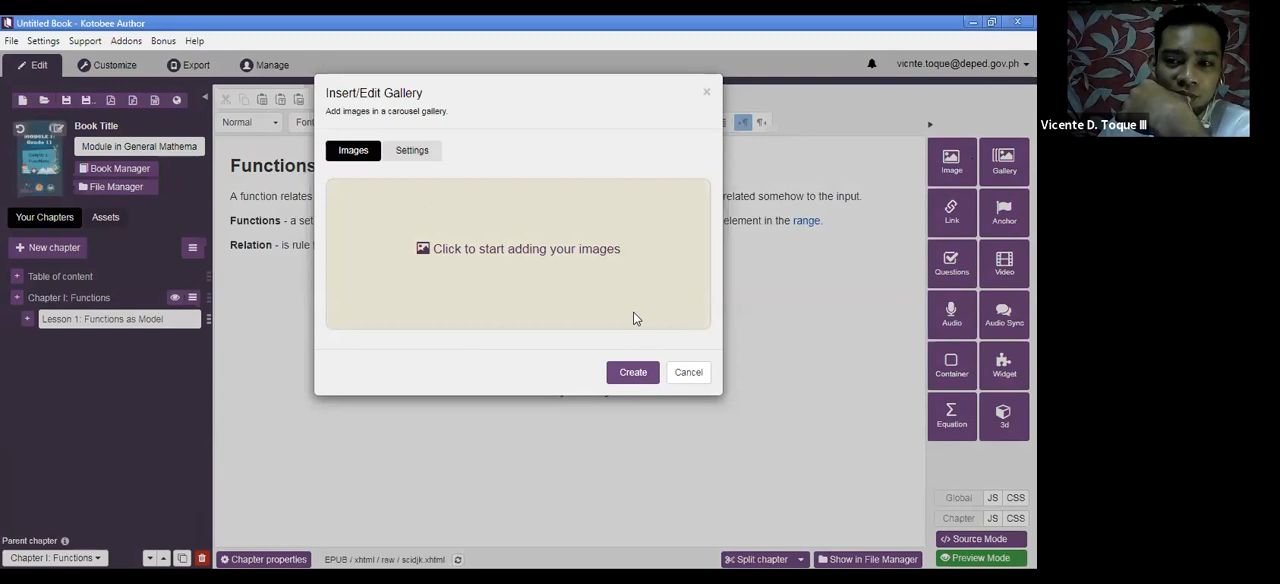 Untitled Book - Kotobee Author
File Settings Support Addons Bonus Help
Edit Customize Export Manage
vicnte.toque@deped.gov.ph
Vicente D. Toque III
Book Title
Module in General Mathema
Book Manager
File Manager
MODULE 1:
Grade 11
Your Chapters Assets
New chapter
Table of content
Chapter I: Functions
Lesson 1: Functions as Model
Parent chapter
Chapter I: Functions
Normal Font
Functions
A function relates
related somehow to the input.
Functions - a set
element in the range.
Relation - is rule
Insert/Edit Gallery
Add images in a carousel gallery.
Images Settings
Click to start adding your images
Create Cancel
Image Gallery
Link Anchor
Questions Video
Audio Audio Sync
Container Widget
Equation 3d
Global JS CSS
Chapter JS CSS
Source Mode
Preview Mode
Chapter properties
EPUB / xhtml / raw / scidjk.xhtml
Split chapter
Show in File Manager